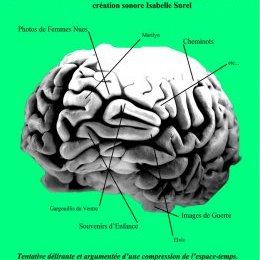 création sonore Isabelle Surel
Photos de Femmes Nues
Marilyn
Cheminots
etc..
Gargouillis de Ventre
Images de Guerre
Souvenirs d'Enfance
Elvis
Tentative délirante et argumentée d'une compression de l'espace-temps.